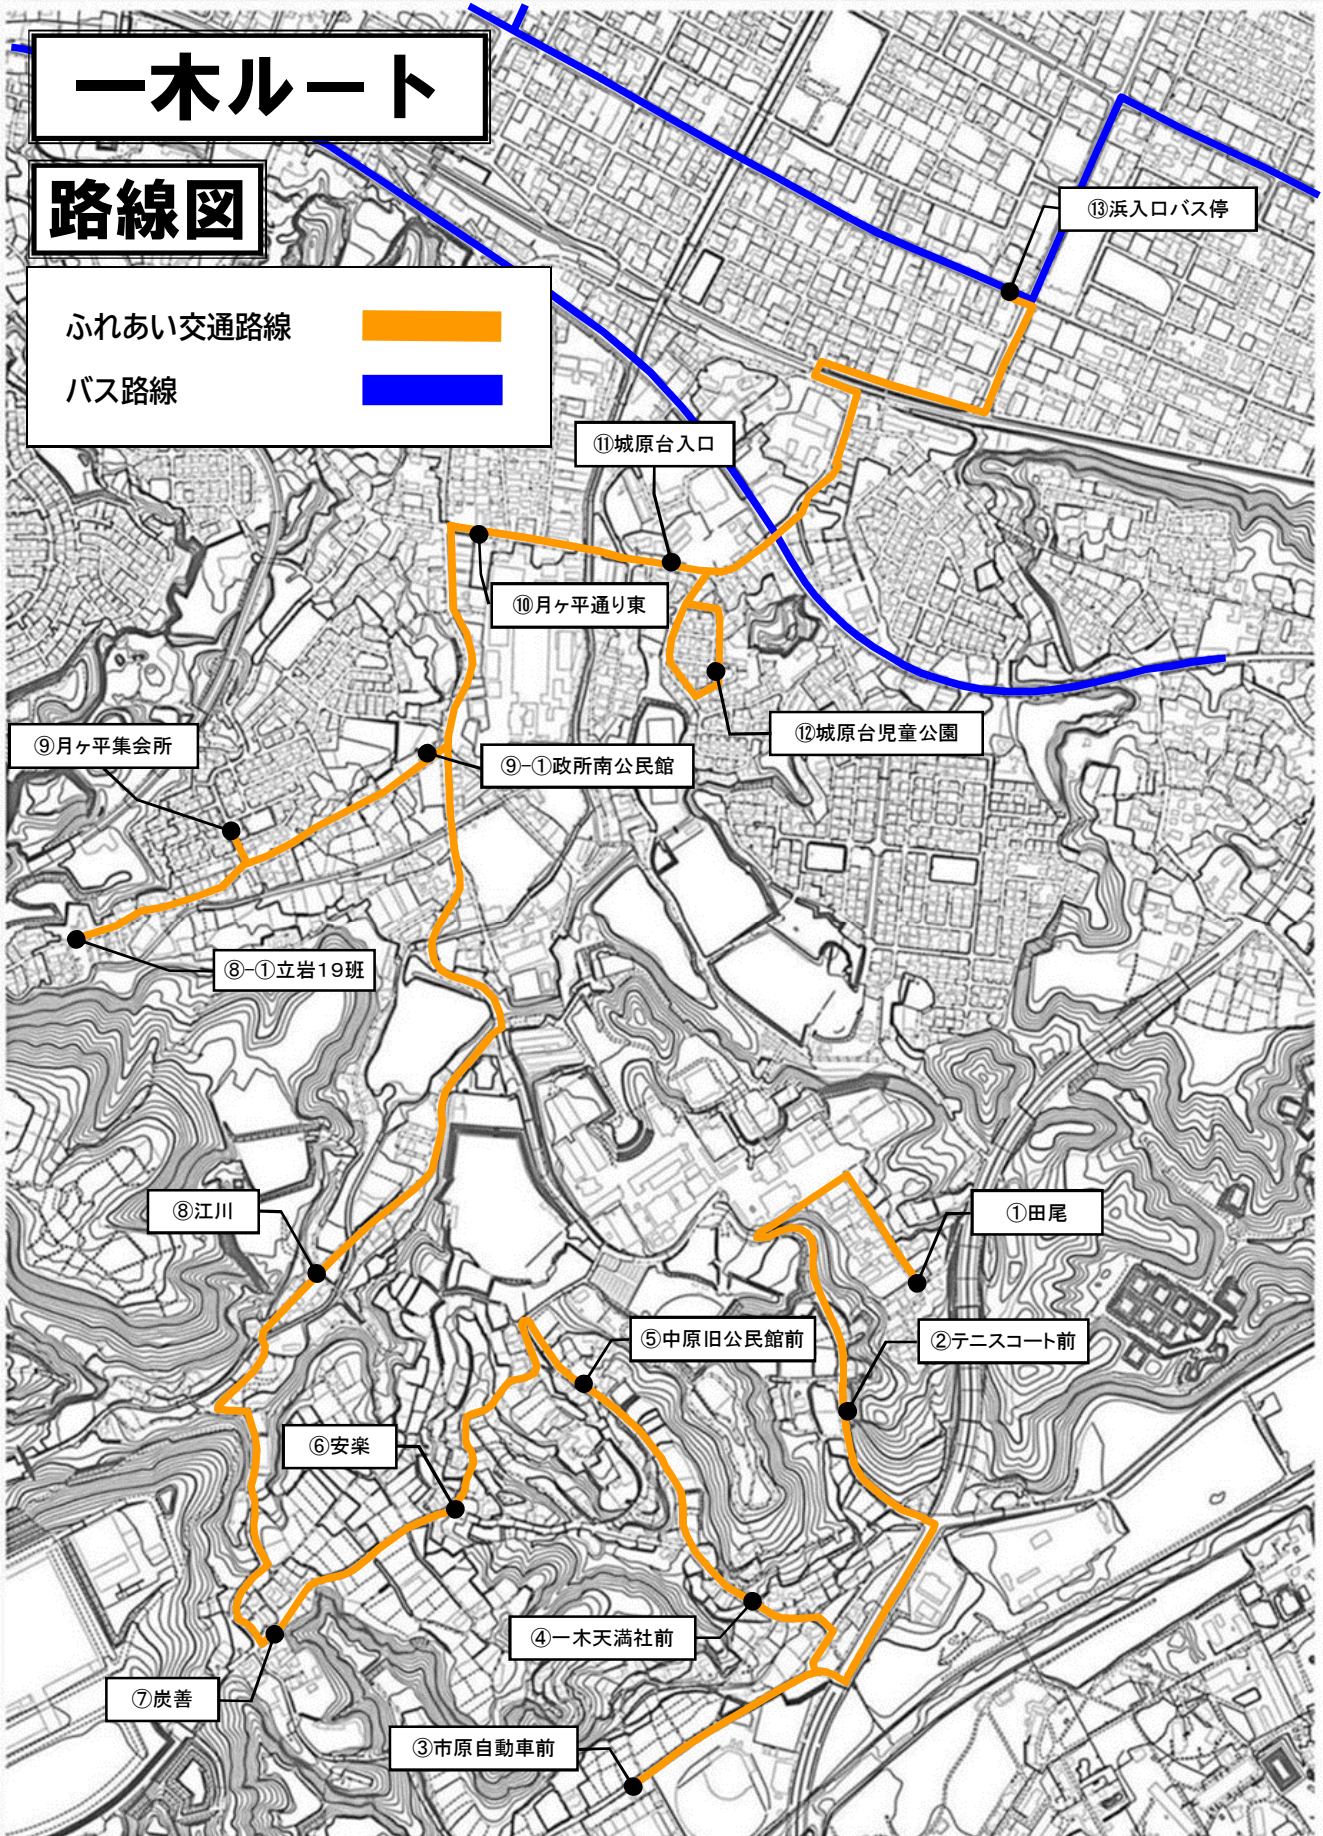 一木ルート
路線図
ふれあい交通路線
バス路線
⑬浜入口バス停
⑪城原台入口
⑩月ヶ平通り東
⑫城原台児童公園
⑨月ヶ平集会所
⑨-①政所南公民館
⑧-①立岩19班
⑧江川
①田尾
⑤中原旧公民館前
②テニスコート前
⑥安楽
④一木天満社前
⑦炭善
③市原自動車前